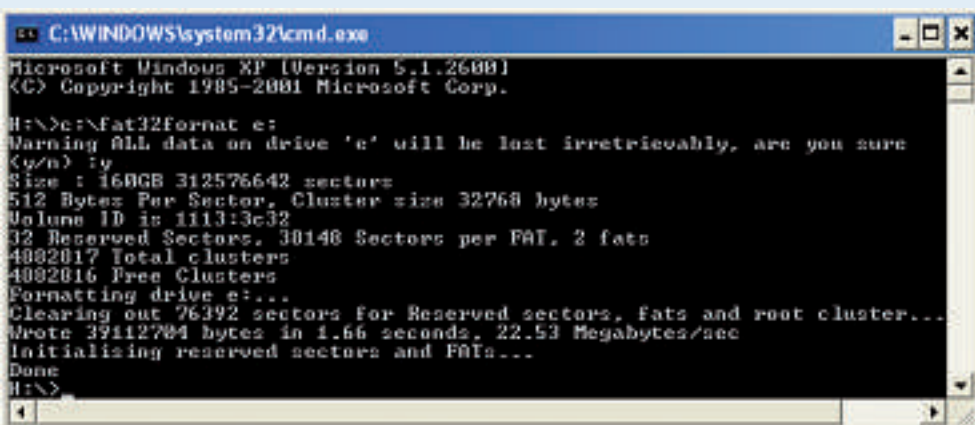 C:\WINDOWS\system32\cmd.exe
Microsoft Windows XP [Version 5.1.2600]
(C) Copyright 1985-2001 Microsoft Corp.
H:\>c:\fat32format e:
Warning ALL data on drive 'e' will be lost irretrievably, are you sure
(y/n) :y
Size : 160GB 312576642 sectors
512 Bytes Per Sector, Cluster size 32768 bytes
Volume ID is 1113:3c32
32 Reserved Sectors, 38148 Sectors per FAT, 2 fats
4882817 Total clusters
4882816 Free Clusters
Formatting drive e:...
Clearing out 76392 sectors for Reserved sectors, fats and root cluster...
Wrote 39112704 bytes in 1.66 seconds, 22.53 Megabytes/sec
Initialising reserved sectors and FATs...
Done
H:\>_